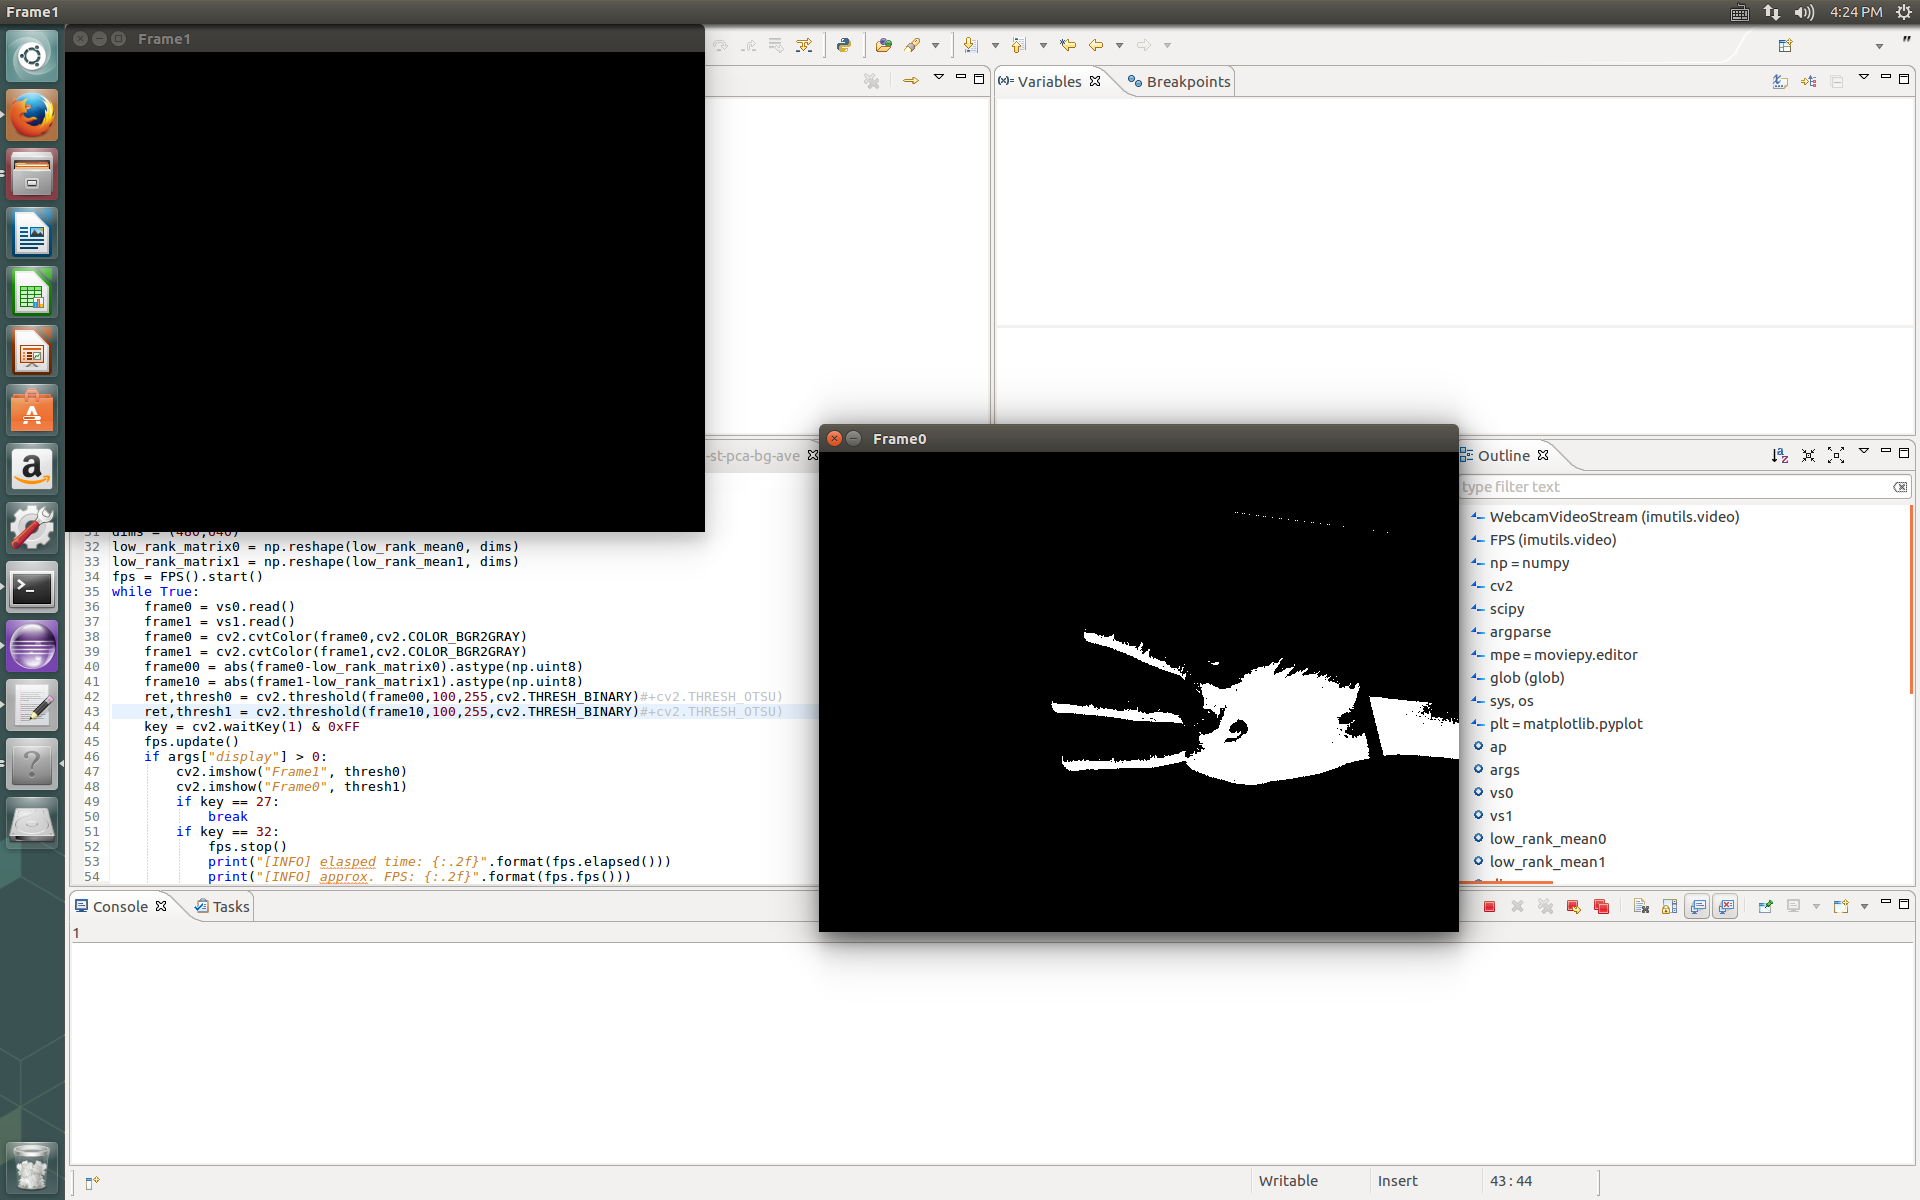 Frame1
4:24 PM
Frame1
Variables
Breakpoints
-st-pca-bg-ave
Frame0
Outline
type filter text
WebcamVideoStream (imutils.video)
FPS (imutils.video)
np = numpy
cv2
scipy
argparse
mpe = moviepy.editor
glob (glob)
sys, os
plt = matplotlib.pyplot
ap
args
vs0
vs1
low_rank_mean0
low_rank_mean1
31 dims = (480,640)
32 low_rank_matrix0 = np.reshape(low_rank_mean0, dims)
33 low_rank_matrix1 = np.reshape(low_rank_mean1, dims)
34 fps = FPS().start()
35 while True:
36 frame0 = vs0.read()
37 frame1 = vs1.read()
38 frame0 = cv2.cvtColor(frame0,cv2.COLOR_BGR2GRAY)
39 frame1 = cv2.cvtColor(frame1,cv2.COLOR_BGR2GRAY)
40 frame00 = abs(frame0-low_rank_matrix0).astype(np.uint8)
41 frame10 = abs(frame1-low_rank_matrix1).astype(np.uint8)
42 ret,thresh0 = cv2.threshold(frame00,100,255,cv2.THRESH_BINARY)#+cv2.THRESH_OTSU)
43 ret,thresh1 = cv2.threshold(frame10,100,255,cv2.THRESH_BINARY)#+cv2.THRESH_OTSU)
44 key = cv2.waitKey(1) & 0xFF
45 fps.update()
46 if args["display"] > 0:
47 cv2.imshow("Frame1", thresh0)
48 cv2.imshow("Frame0", thresh1)
49 if key == 27:
50 break
51 if key == 32:
52 fps.stop()
53 print("[INFO] elasped time: {:.2f}".format(fps.elapsed()))
54 print("[INFO] approx. FPS: {:.2f}".format(fps.fps()))
Console
Tasks
1
Writable
Insert
43 : 44